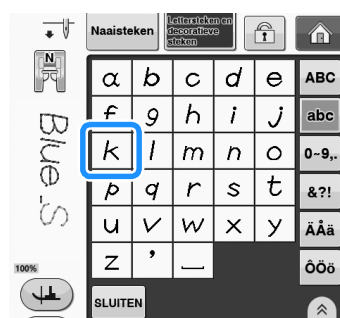 Naaisteken
Lettersteken en
decoratieve
steken
N
a b c d e
ABC
f g h i j
abc
k l m n o
0~9,.
p q r s t
&?!
u v w x y
ÄÅä
z ' _
ÔÖö
Blue.S
100%
SLUITEN